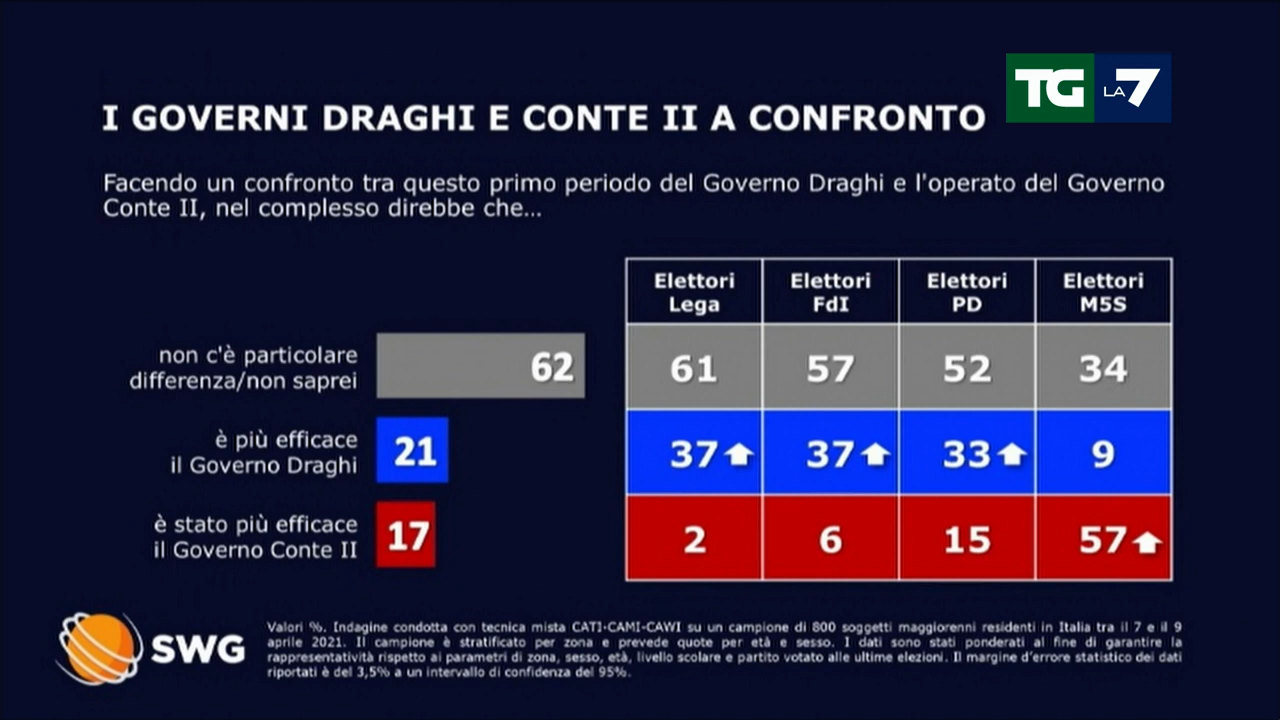 TG LA7
I GOVERNI DRAGHI E CONTE II A CONFRONTO
Facendo un confronto tra questo primo periodo del Governo Draghi e l'operato del Governo
Conte II, nel complesso direbbe che...
Elettori Lega
Elettori FdI
Elettori PD
Elettori M5S
non c'è particolare
differenza/non saprei
62
61 57 52 34
è più efficace
il Governo Draghi
21
37 37 33 9
è stato più efficace
il Governo Conte II
17
2 6 15 57
SWG
Valori %. Indagine condotta con tecnica mista CATI-CAMI-CAWI su un campione di 800 soggetti maggiorenni residenti in Italia tra il 7 e il 9
aprile 2021. Il campione è stratificato per zona e prevede quote per età e sesso. I dati sono stati ponderati al fine di garantire la
rappresentatività rispetto ai parametri di zona, sesso, età, livello scolare e partito votato alle ultime elezioni. Il margine d'errore statistico dei dati
riportati è del 3,5% a un intervallo di confidenza del 95%.